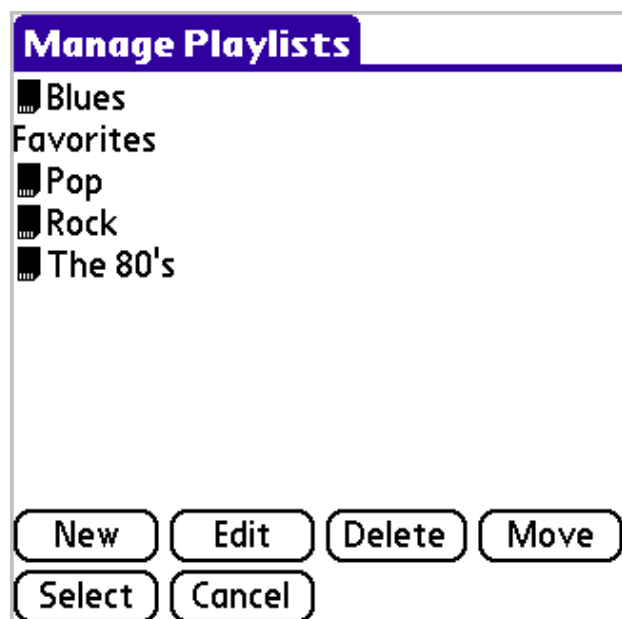 Manage Playlists
Blues
Favorites
Pop
Rock
The 80's
New Edit Delete Move
Select Cancel